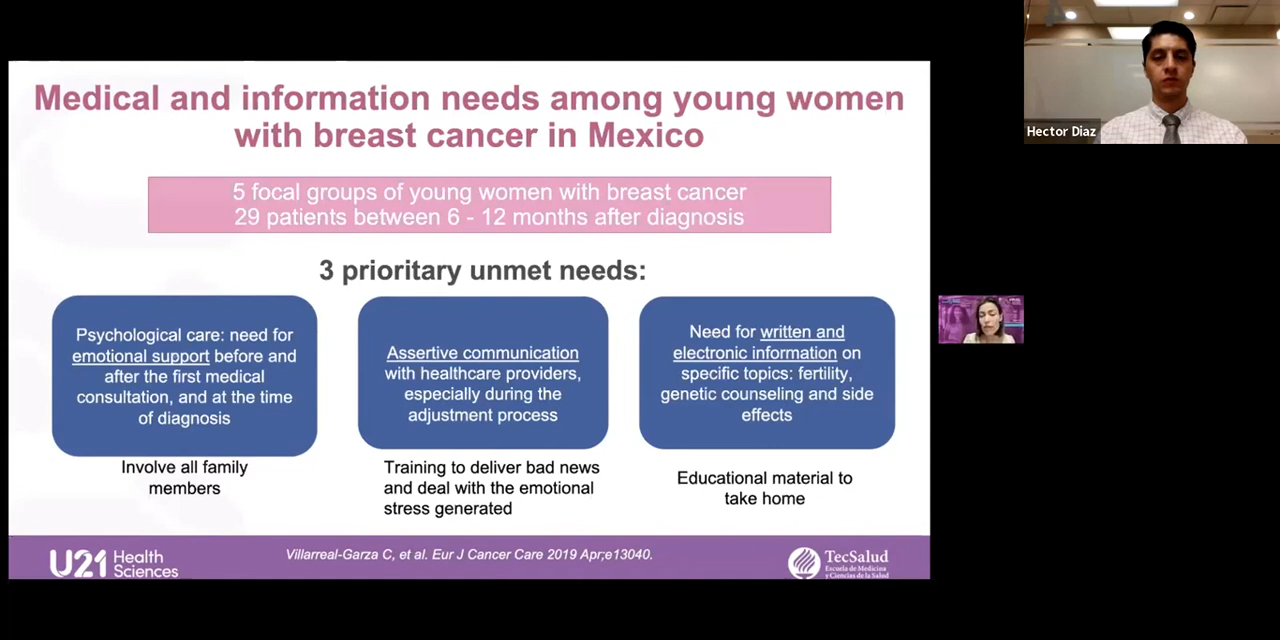 Medical and information needs among young women
with breast cancer in Mexico
5 focal groups of young women with breast cancer
29 patients between 6 - 12 months after diagnosis
3 prioritary unmet needs:
Psychological care: need for
emotional support before and
after the first medical
consultation, and at the time
of diagnosis
Involve all family
members
Assertive communication
with healthcare providers,
especially during the
adjustment process
Training to deliver bad news
and deal with the emotional
stress generated
Need for written and
electronic information on
specific topics: fertility,
genetic counseling and side
effects
Educational material to
take home
U21 Health
Sciences
Villarreal-Garza C, et al. Eur J Cancer Care 2019 Apr;e13040.
TecSalud
Escuela de Medicina
y Ciencias de la Salud
Hector Diaz